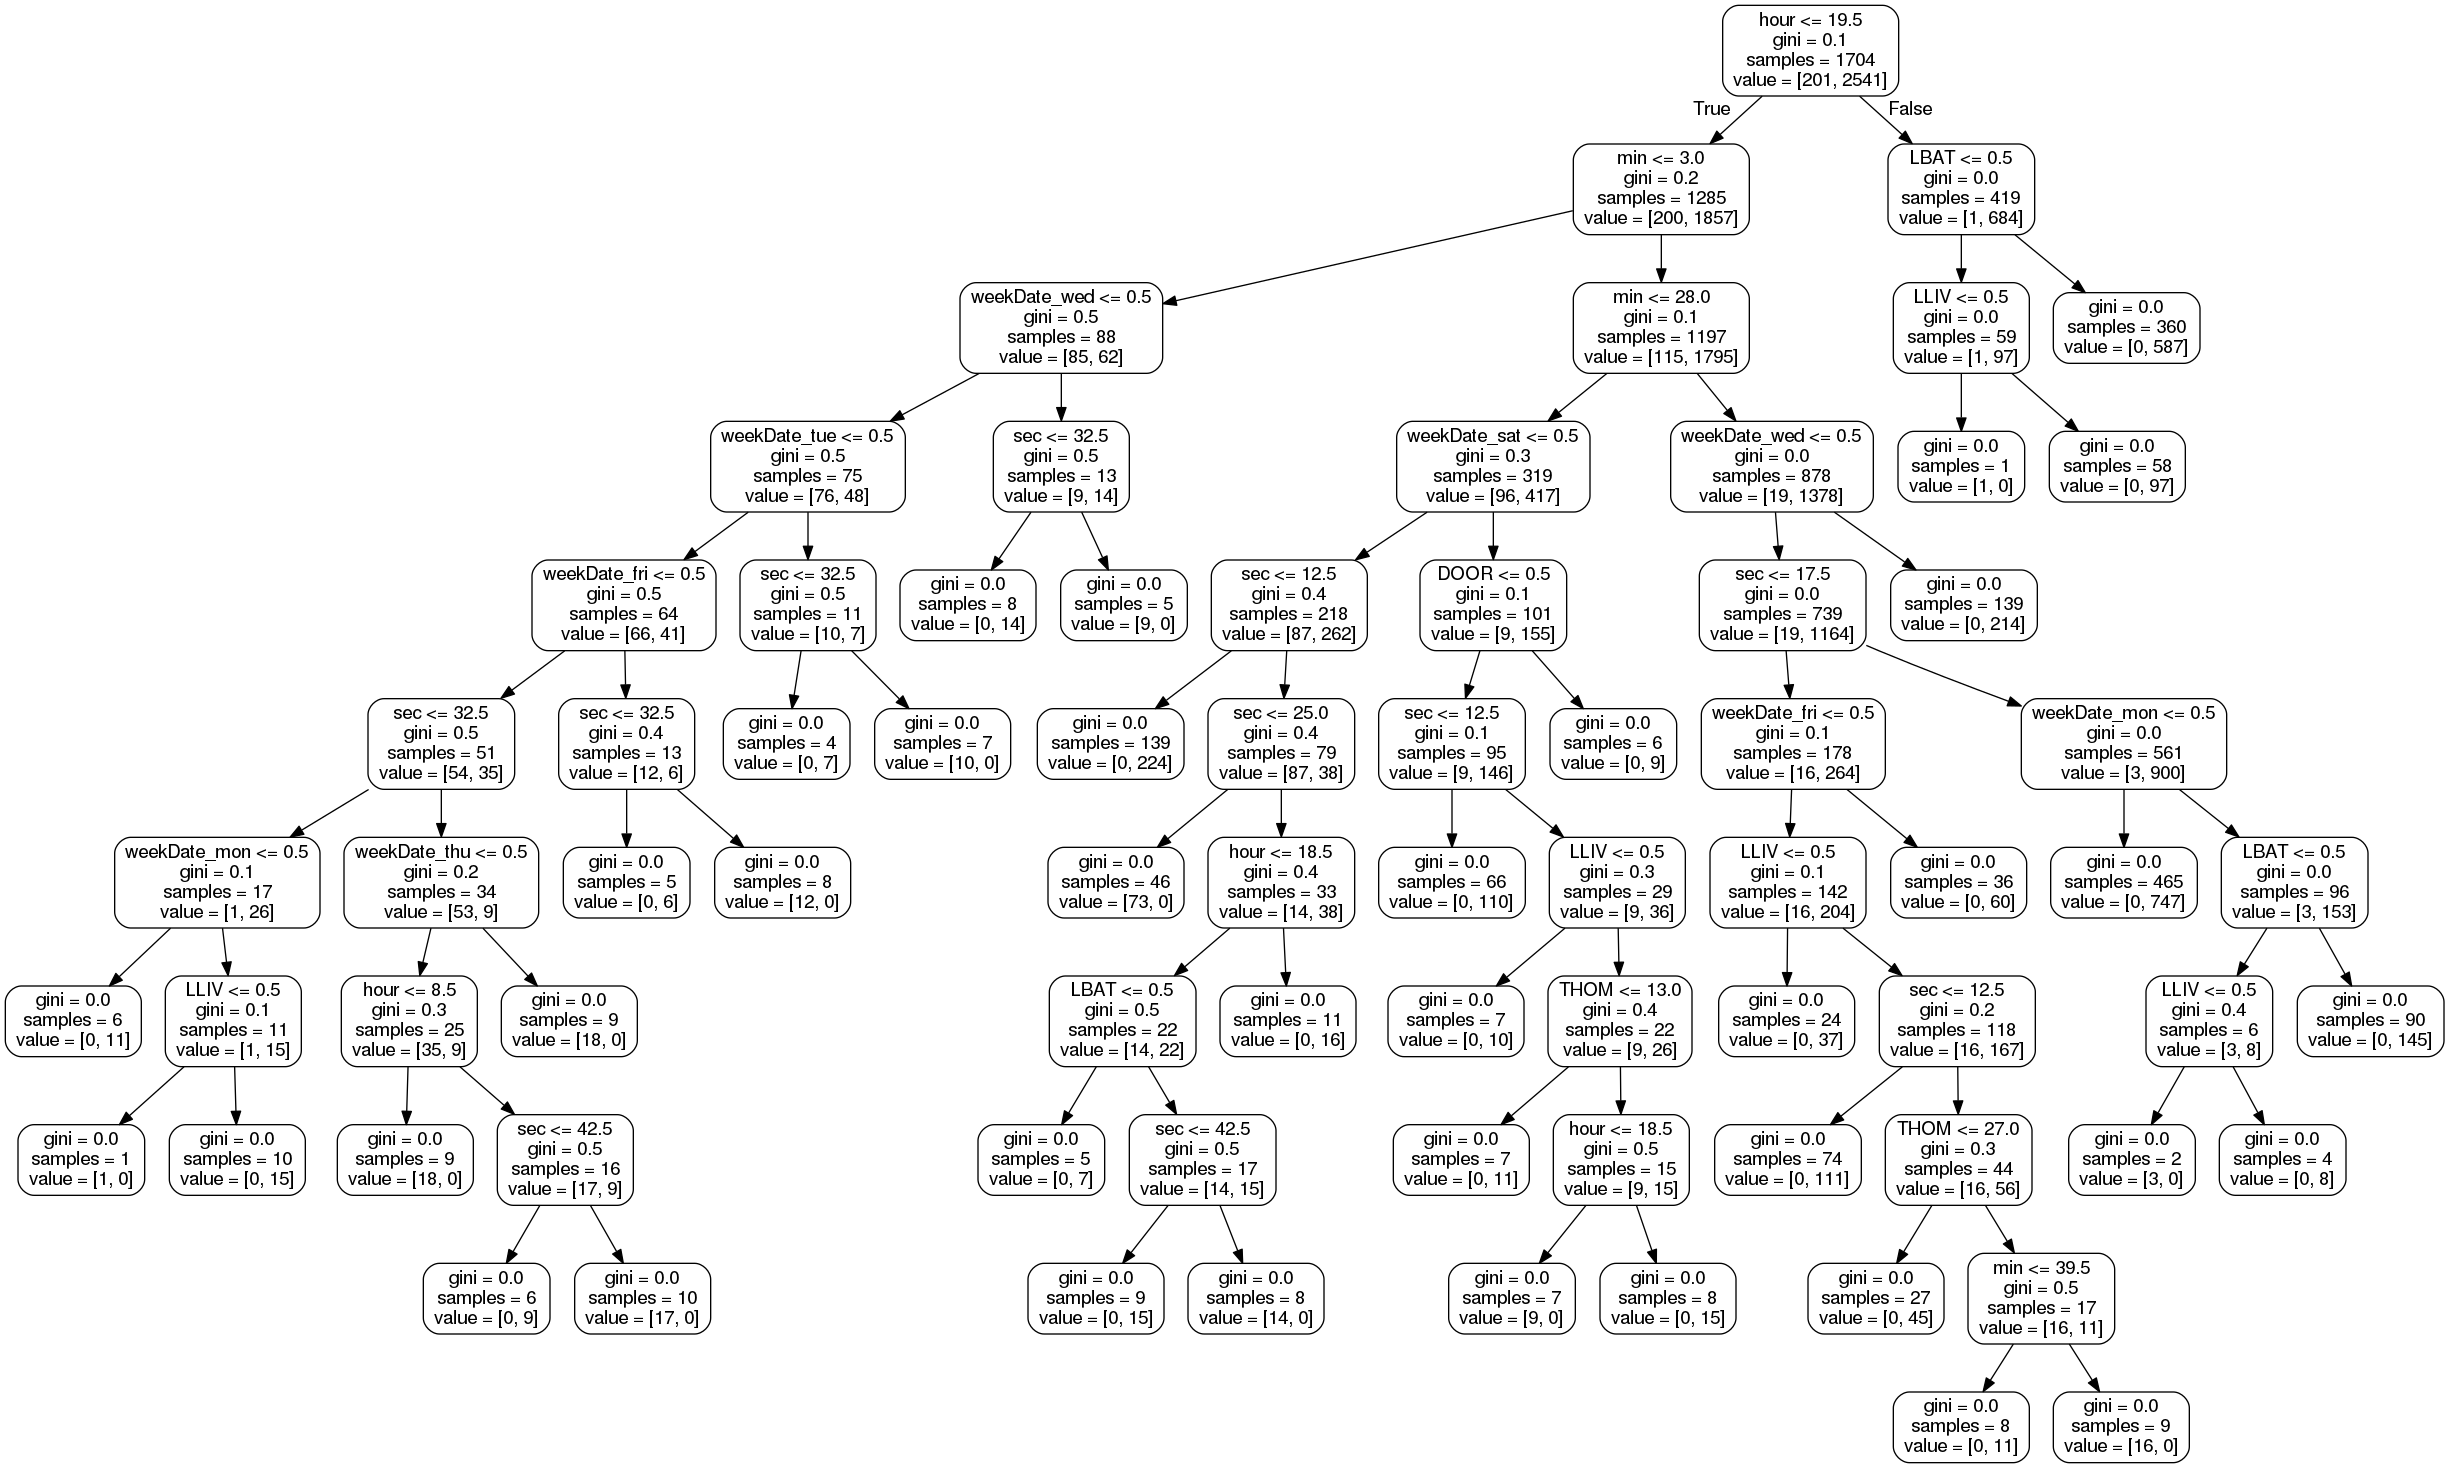 hour <= 19.5
gini = 0.1
samples = 1704
value = [201, 2541]
True
False
min <= 3.0
gini = 0.2
samples = 1285
value = [200, 1857]
LBAT <= 0.5
gini = 0.0
samples = 419
value = [1, 684]
weekDate_wed <= 0.5
gini = 0.5
samples = 88
value = [85, 62]
min <= 28.0
gini = 0.1
samples = 1197
value = [115, 1795]
LLIV <= 0.5
gini = 0.0
samples = 59
value = [1, 97]
gini = 0.0
samples = 360
value = [0, 587]
weekDate_tue <= 0.5
gini = 0.5
samples = 75
value = [76, 48]
sec <= 32.5
gini = 0.5
samples = 13
value = [9, 14]
weekDate_sat <= 0.5
gini = 0.3
samples = 319
value = [96, 417]
weekDate_wed <= 0.5
gini = 0.0
samples = 878
value = [19, 1378]
gini = 0.0
samples = 1
value = [1, 0]
gini = 0.0
samples = 58
value = [0, 97]
weekDate_fri <= 0.5
gini = 0.5
samples = 64
value = [66, 41]
sec <= 32.5
gini = 0.5
samples = 11
value = [10, 7]
gini = 0.0
samples = 8
value = [0, 14]
gini = 0.0
samples = 5
value = [9, 0]
sec <= 12.5
gini = 0.4
samples = 218
value = [87, 262]
DOOR <= 0.5
gini = 0.1
samples = 101
value = [9, 155]
sec <= 17.5
gini = 0.0
samples = 739
value = [19, 1164]
gini = 0.0
samples = 139
value = [0, 214]
sec <= 32.5
gini = 0.5
samples = 51
value = [54, 35]
sec <= 32.5
gini = 0.4
samples = 13
value = [12, 6]
gini = 0.0
samples = 4
value = [0, 7]
gini = 0.0
samples = 7
value = [10, 0]
gini = 0.0
samples = 139
value = [0, 224]
sec <= 25.0
gini = 0.4
samples = 79
value = [87, 38]
sec <= 12.5
gini = 0.1
samples = 95
value = [9, 146]
gini = 0.0
samples = 6
value = [0, 9]
weekDate_fri <= 0.5
gini = 0.1
samples = 178
value = [16, 264]
weekDate_mon <= 0.5
gini = 0.0
samples = 561
value = [3, 900]
weekDate_mon <= 0.5
gini = 0.1
samples = 17
value = [1, 26]
weekDate_thu <= 0.5
gini = 0.2
samples = 34
value = [53, 9]
gini = 0.0
samples = 5
value = [0, 6]
gini = 0.0
samples = 8
value = [12, 0]
gini = 0.0
samples = 46
value = [73, 0]
hour <= 18.5
gini = 0.4
samples = 33
value = [14, 38]
gini = 0.0
samples = 66
value = [0, 110]
LLIV <= 0.5
gini = 0.3
samples = 29
value = [9, 36]
LLIV <= 0.5
gini = 0.1
samples = 142
value = [16, 204]
gini = 0.0
samples = 36
value = [0, 60]
gini = 0.0
samples = 465
value = [0, 747]
LBAT <= 0.5
gini = 0.0
samples = 96
value = [3, 153]
gini = 0.0
samples = 6
value = [0, 11]
LLIV <= 0.5
gini = 0.1
samples = 11
value = [1, 15]
hour <= 8.5
gini = 0.3
samples = 25
value = [35, 9]
gini = 0.0
samples = 9
value = [18, 0]
LBAT <= 0.5
gini = 0.5
samples = 22
value = [14, 22]
gini = 0.0
samples = 11
value = [0, 16]
gini = 0.0
samples = 7
value = [0, 10]
THOM <= 13.0
gini = 0.4
samples = 22
value = [9, 26]
gini = 0.0
samples = 24
value = [0, 37]
sec <= 12.5
gini = 0.2
samples = 118
value = [16, 167]
LLIV <= 0.5
gini = 0.4
samples = 6
value = [3, 8]
gini = 0.0
samples = 90
value = [0, 145]
gini = 0.0
samples = 1
value = [1, 0]
gini = 0.0
samples = 10
value = [0, 15]
gini = 0.0
samples = 9
value = [18, 0]
sec <= 42.5
gini = 0.5
samples = 16
value = [17, 9]
gini = 0.0
samples = 5
value = [0, 7]
sec <= 42.5
gini = 0.5
samples = 17
value = [14, 15]
gini = 0.0
samples = 7
value = [0, 11]
hour <= 18.5
gini = 0.5
samples = 15
value = [9, 15]
gini = 0.0
samples = 74
value = [0, 111]
THOM <= 27.0
gini = 0.3
samples = 44
value = [16, 56]
gini = 0.0
samples = 2
value = [3, 0]
gini = 0.0
samples = 4
value = [0, 8]
gini = 0.0
samples = 6
value = [0, 9]
gini = 0.0
samples = 10
value = [17, 0]
gini = 0.0
samples = 9
value = [0, 15]
gini = 0.0
samples = 8
value = [14, 0]
gini = 0.0
samples = 7
value = [9, 0]
gini = 0.0
samples = 8
value = [0, 15]
gini = 0.0
samples = 27
value = [0, 45]
min <= 39.5
gini = 0.5
samples = 17
value = [16, 11]
gini = 0.0
samples = 8
value = [0, 11]
gini = 0.0
samples = 9
value = [16, 0]